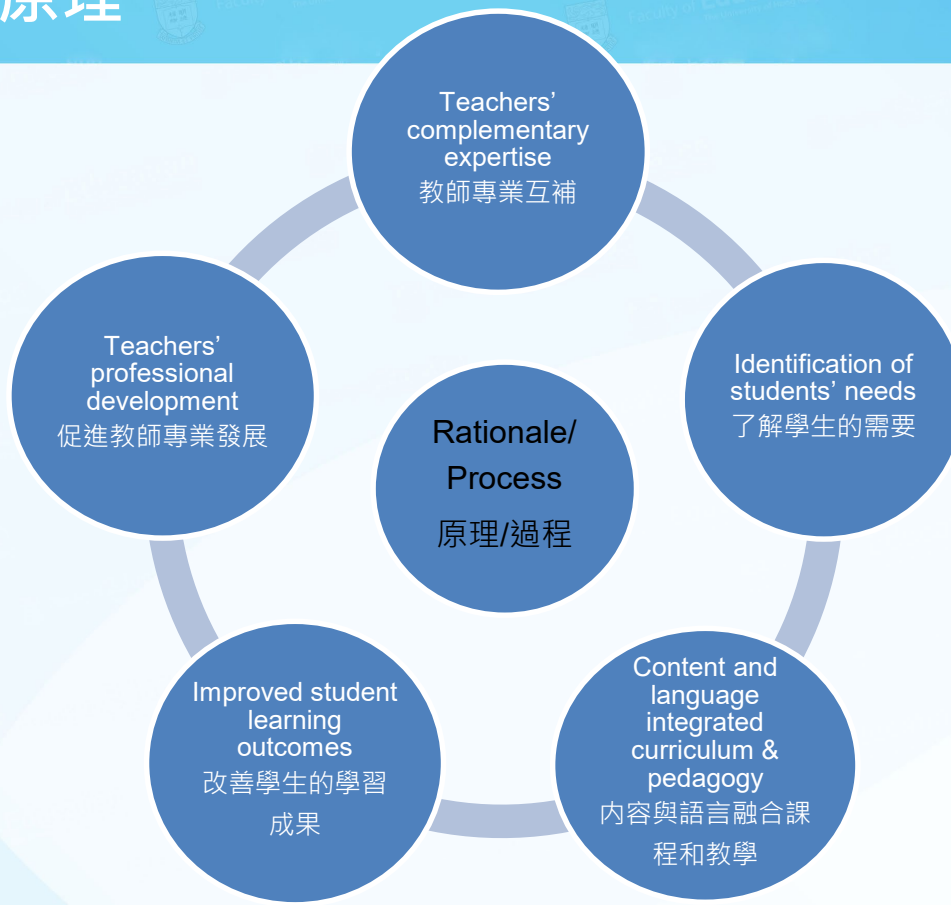 原理
Teachers’
complementary
expertise
教師專業互補
Identification of
students’ needs
了解學生的需要
Content and
language
integrated
curriculum &
pedagogy
內容與語言融合課
程和教學
Improved student
learning
outcomes
改善學生的學習
成果
Teachers’
professional
development
促進教師專業發展
Rationale/
Process
原理/過程